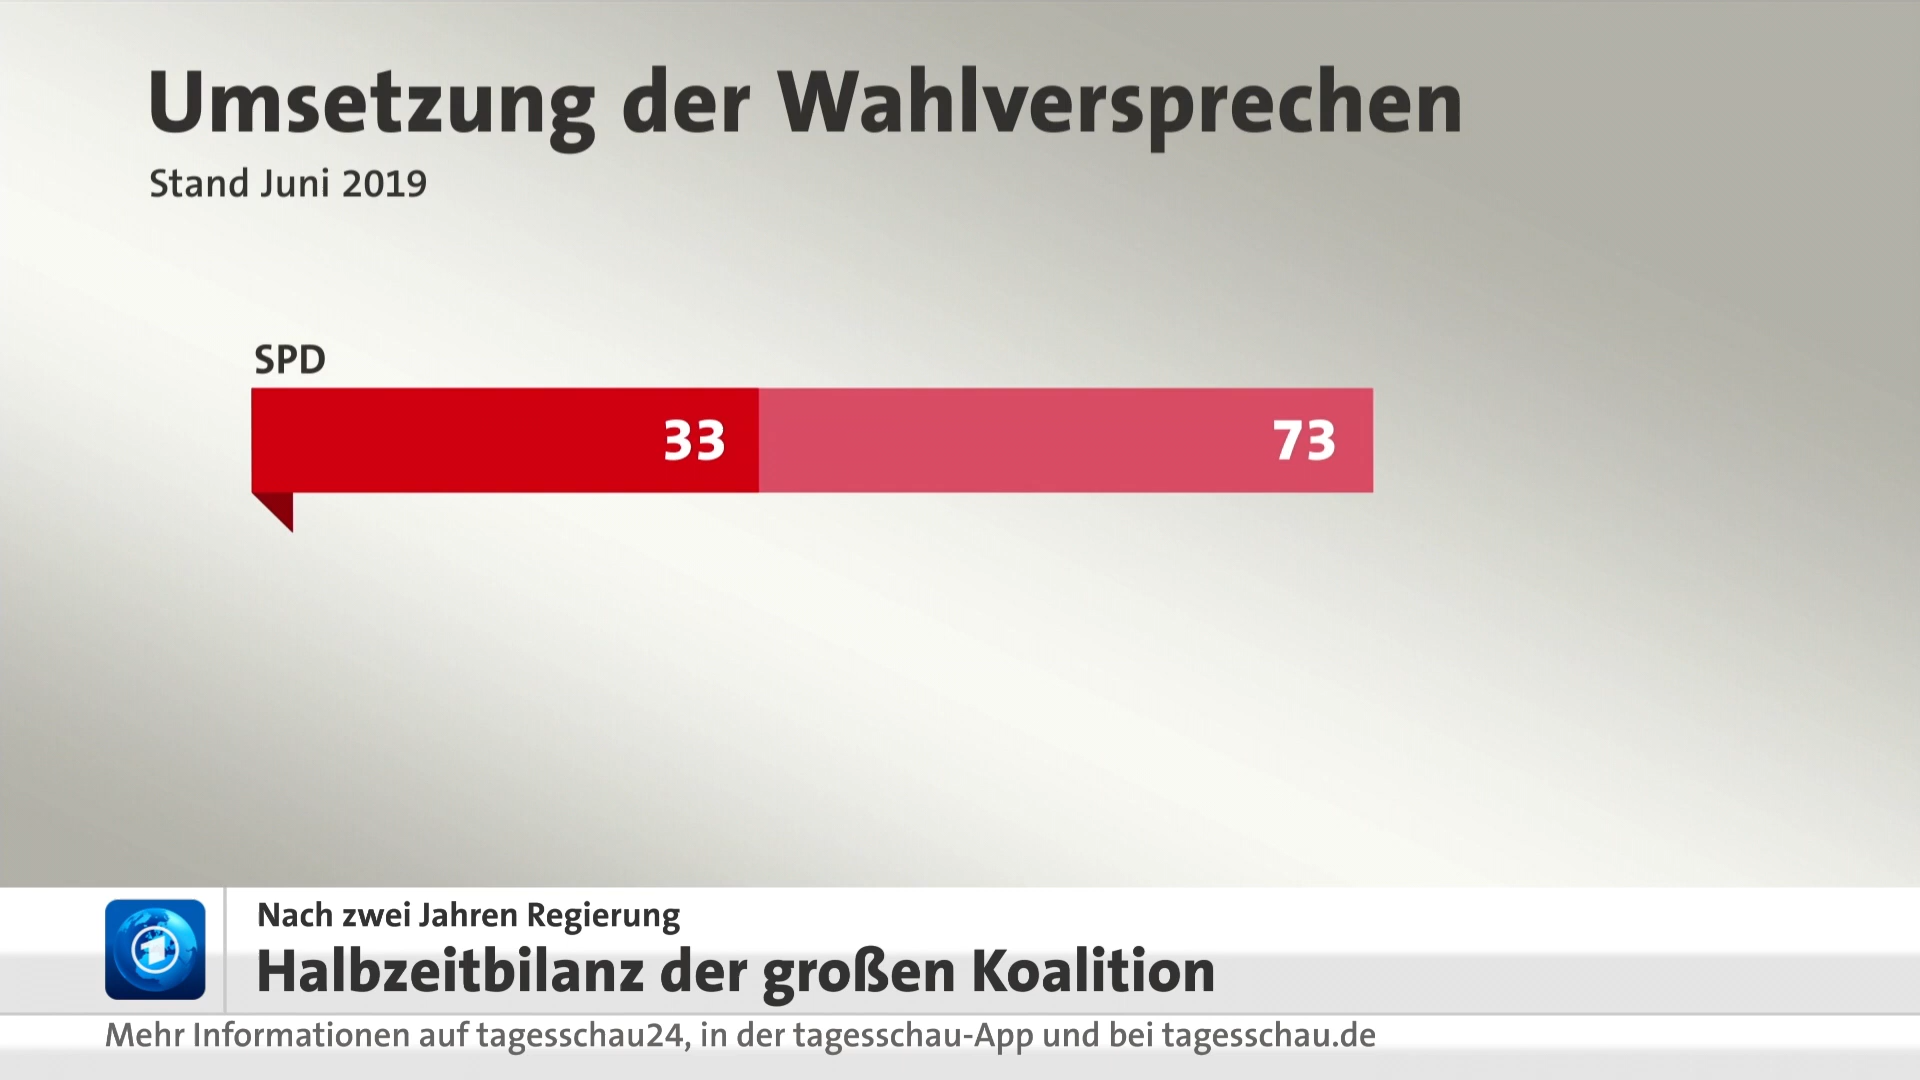 Umsetzung der Wahlversprechen
Stand Juni 2019
SPD
33 73
Nach zwei Jahren Regierung
Halbzeitbilanz der großen Koalition
Mehr Informationen auf tagesschau24, in der tagesschau-App und bei tagesschau.de